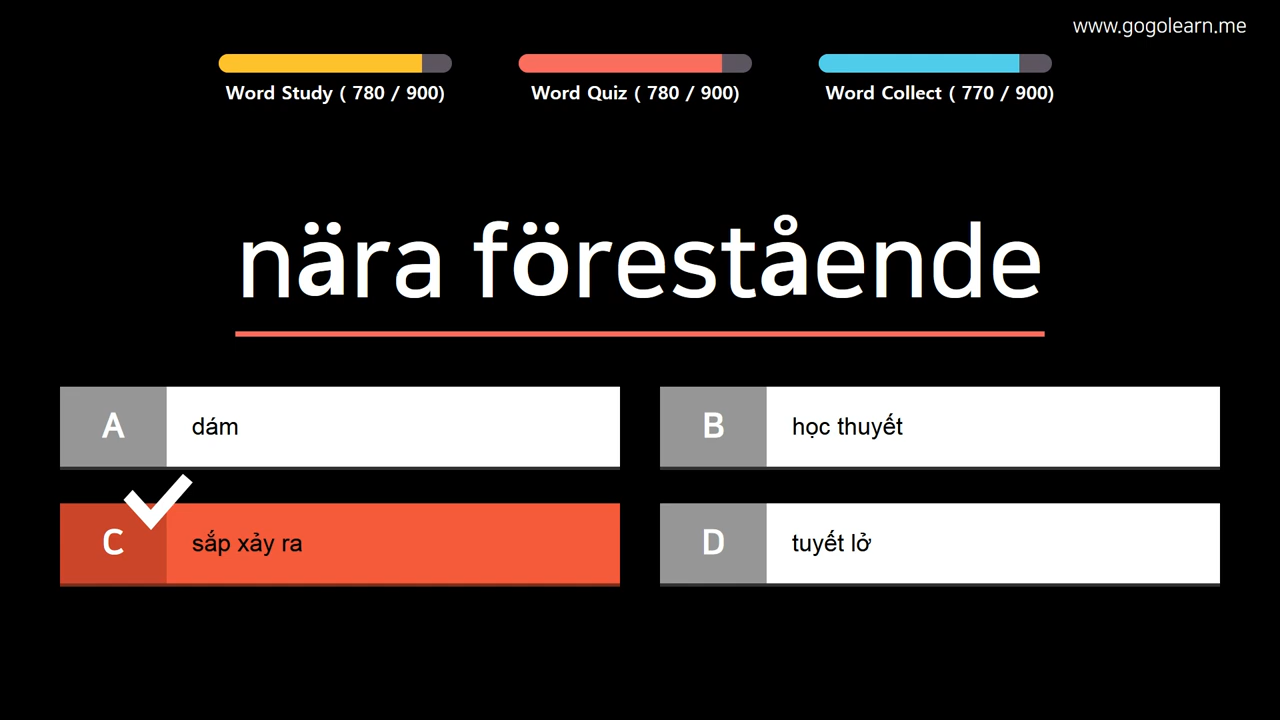 www.gogolearn.me
Word Study ( 780 / 900)
Word Quiz ( 780 / 900)
Word Collect ( 770 / 900)
nära förestående
A
dám
B
học thuyết
C
sắp xảy ra
D
tuyết lở